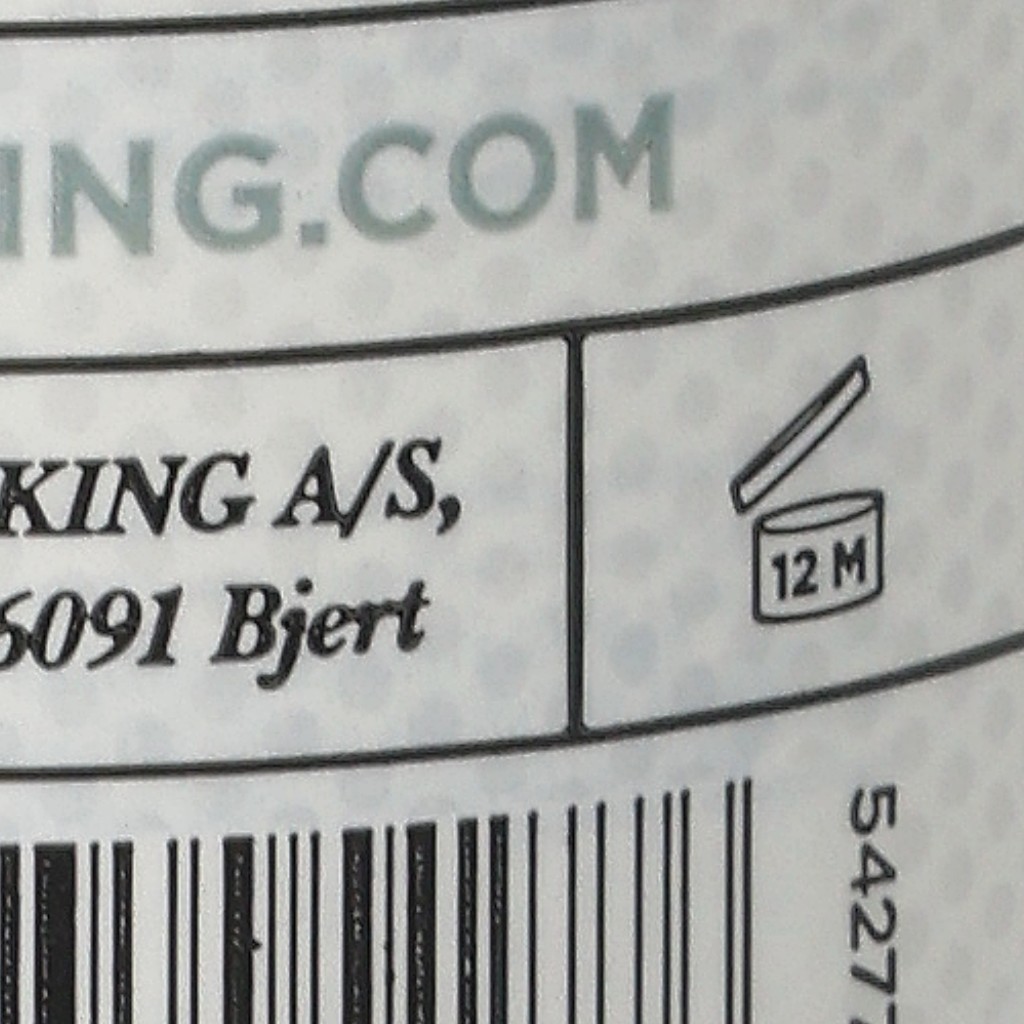 ING.COM
KING A/S,
6091 Bjert
12 M
5427